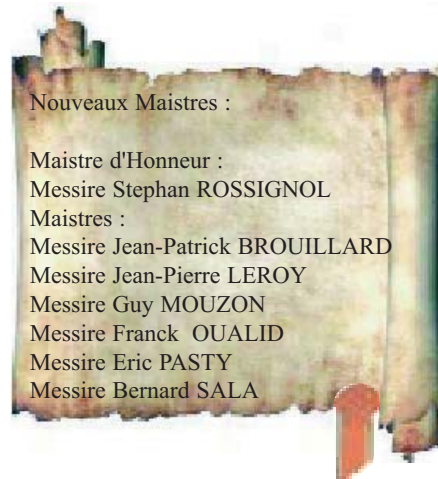 Nouveaux Maistres :
Maistre d'Honneur :
Messire Stephan ROSSIGNOL
Maistres :
Messire Jean-Patrick BROUILLARD
Messire Jean-Pierre LEROY
Messire Guy MOUZON
Messire Franck OUALID
Messire Eric PASTY
Messire Bernard SALA